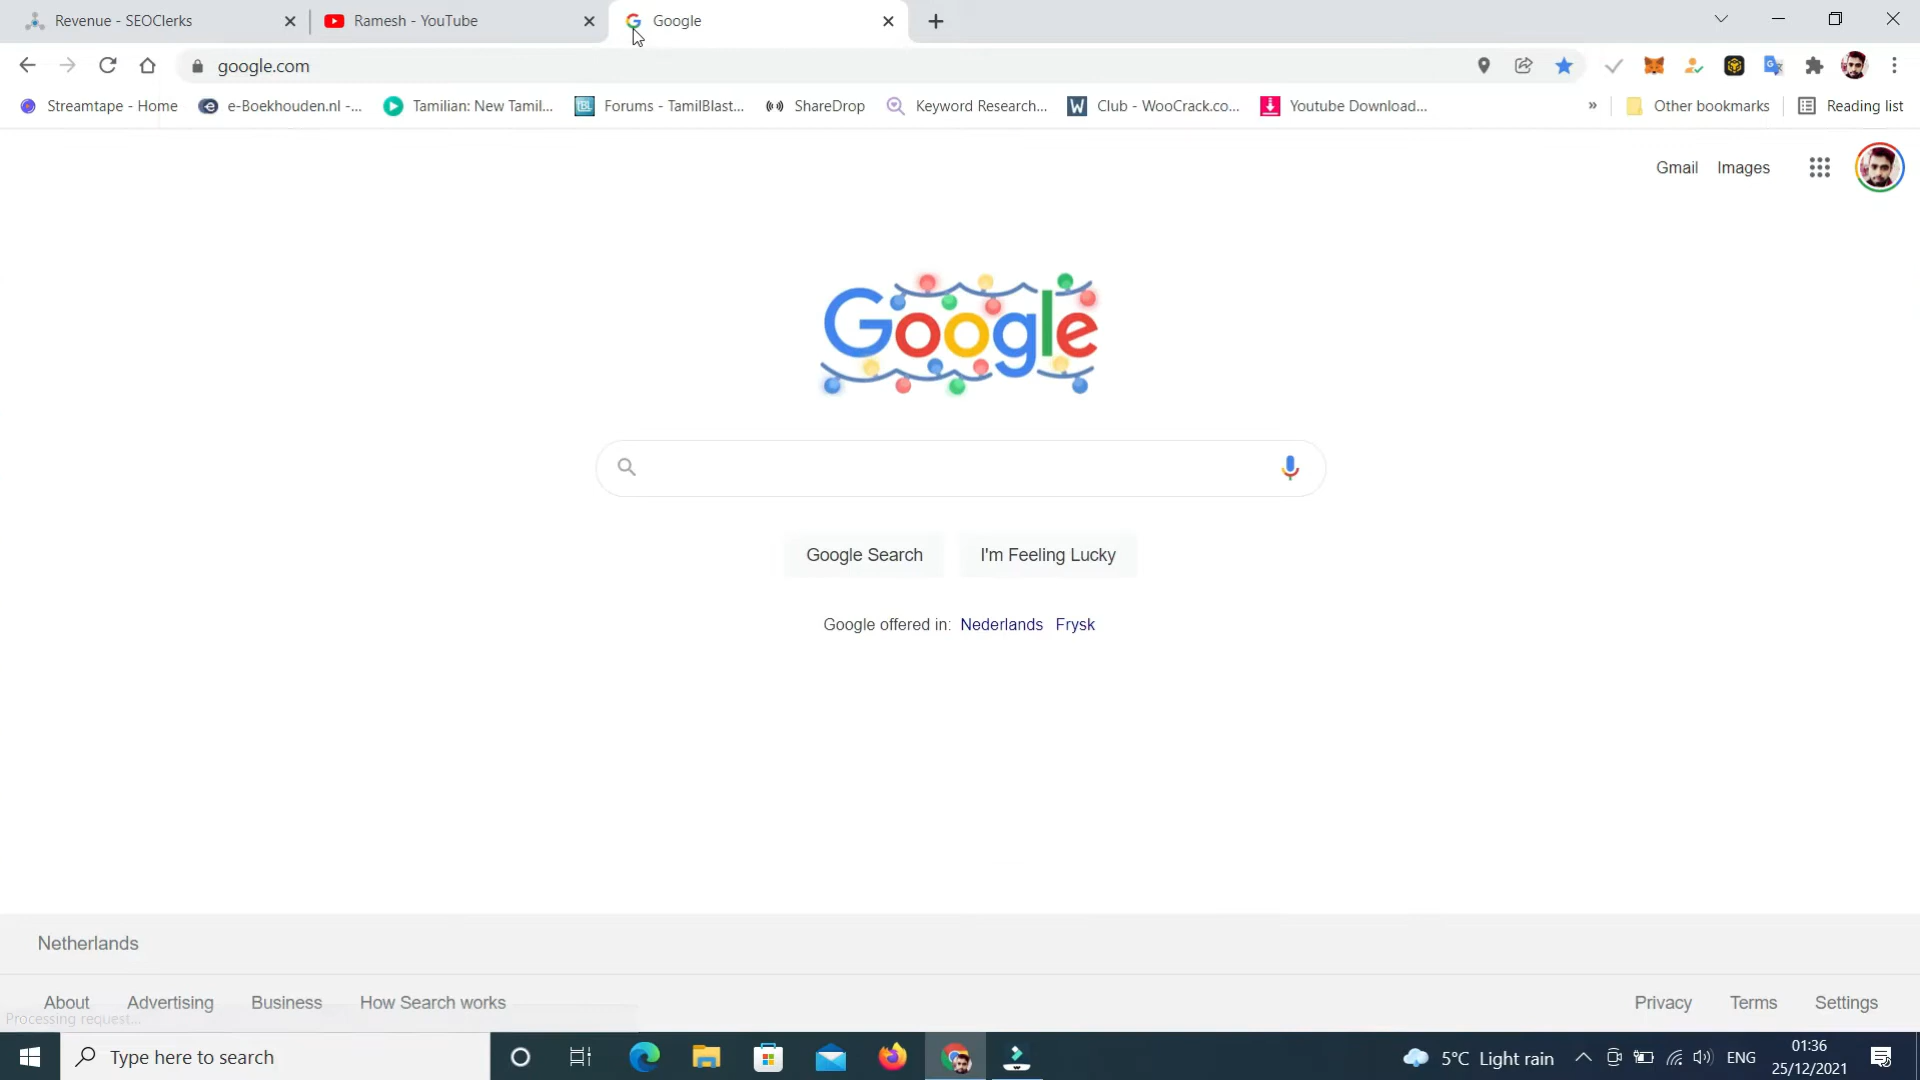 Revenue - SEOClerks
Ramesh - YouTube
Google
google.com
Streamtape - Home
e-Boekhouden.nl -...
Tamilian: New Tamil...
Forums - TamilBlast...
ShareDrop
Keyword Research...
Club - WooCrack.co...
Youtube Download...
»
Other bookmarks
Reading list
Gmail
Images
Google
Google Search
I'm Feeling Lucky
Google offered in: Nederlands Frysk
Netherlands
About
Advertising
Business
How Search works
Privacy
Terms
Settings
Processing request...
Type here to search
5°C Light rain
ENG
01:36
25/12/2021